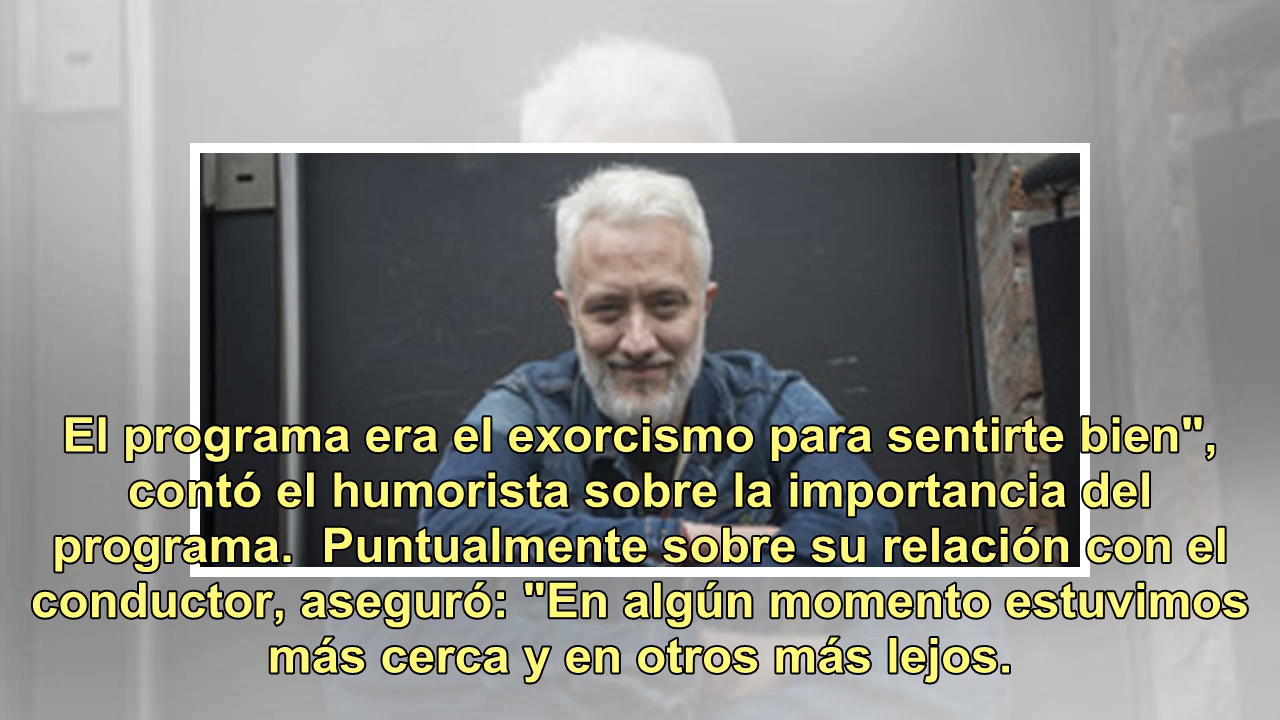 El programa era el exorcismo para sentirte bien",
contó el humorista sobre la importancia del
programa.  Puntualmente sobre su relación con el
conductor, aseguró: "En algún momento estuvimos
más cerca y en otros más lejos.